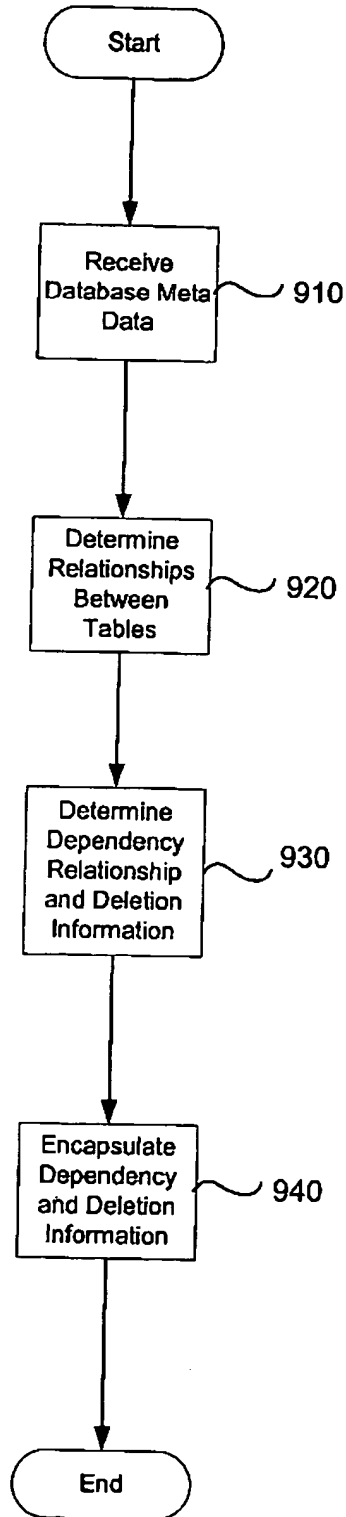 Start
Receive
Database Meta
Data
910
Determine
Relationships
Between
Tables
920
Determine
Dependency
Relationship
and Deletion
Information
930
Encapsulate
Dependency
and Deletion
Information
940
End